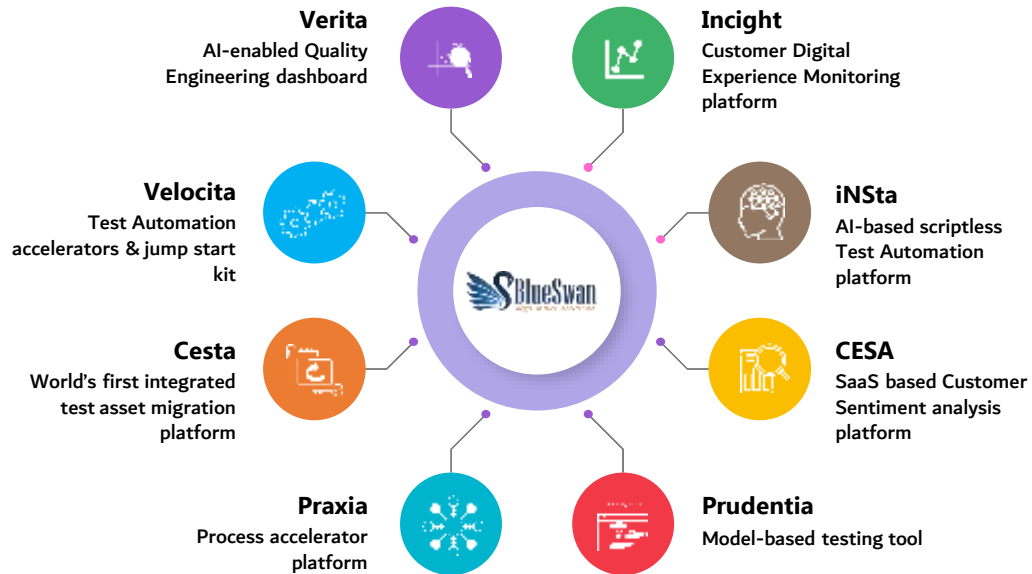 Verita
AI-enabled Quality
Engineering dashboard
Incight
Customer Digital
Experience Monitoring
platform
Velocita
Test Automation
accelerators & jump start
kit
iNSta
AI-based scriptless
Test Automation
platform
BlueSwan
Cesta
World’s first integrated
test asset migration
platform
CESA
SaaS based Customer
Sentiment analysis
platform
Praxia
Process accelerator
platform
Prudentia
Model-based testing tool